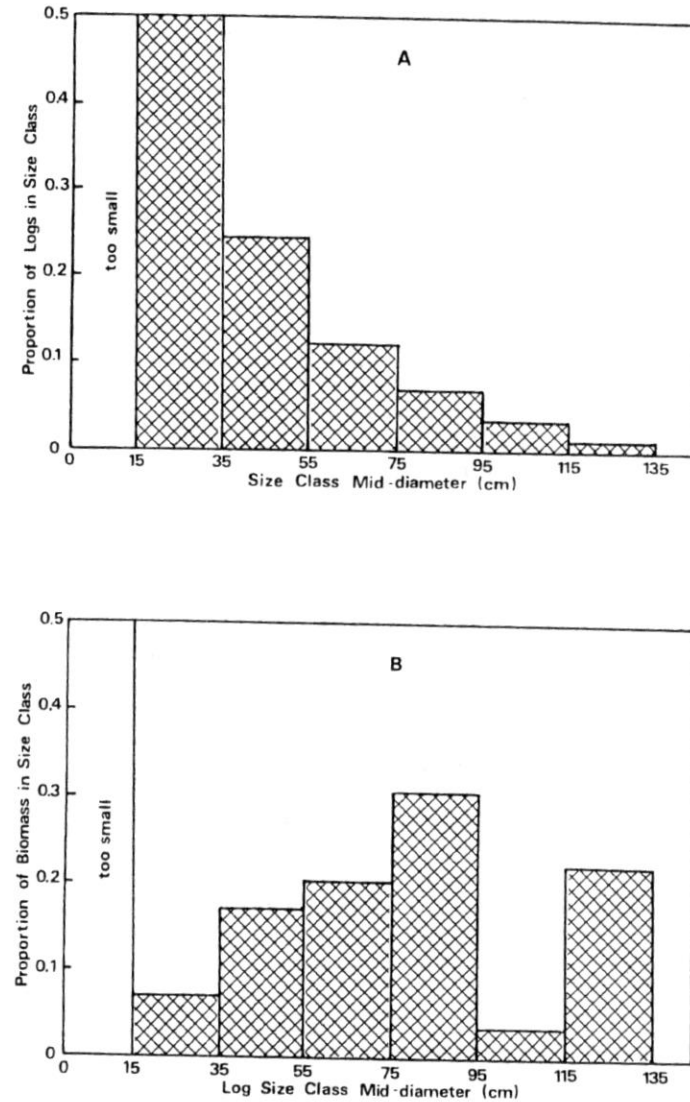 A
0.5
0.4
0.3
0.2
0.1
0
Proportion of Logs in Size Class
too small
0 15 35 55 75 95 115 135
Size Class Mid-diameter (cm)
B
0.5
0.4
0.3
0.2
0.1
0
Proportion of Biomass in Size Class
too small
0 15 35 55 75 95 115 135
Log Size Class Mid-diameter (cm)